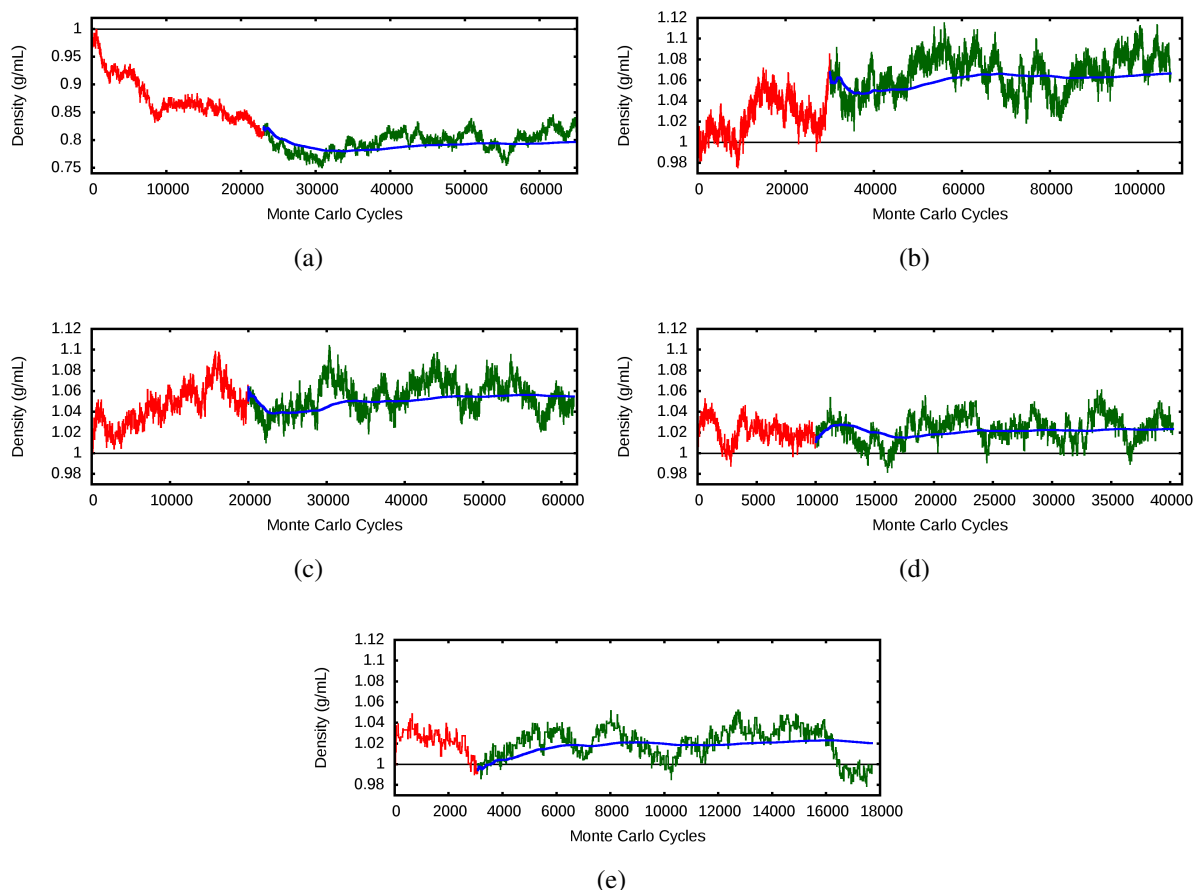 1
0.95
0.9
0.85
0.8
0.75
Density (g/mL)
0 10000 20000 30000 40000 50000 60000
Monte Carlo Cycles
(a)
1.12
1.1
1.08
1.06
1.04
1.02
1
0.98
Density (g/mL)
0 20000 40000 60000 80000 100000
Monte Carlo Cycles
(b)
1.12
1.1
1.08
1.06
1.04
1.02
1
0.98
Density (g/mL)
0 10000 20000 30000 40000 50000 60000
Monte Carlo Cycles
(c)
1.12
1.1
1.08
1.06
1.04
1.02
1
0.98
Density (g/mL)
0 5000 10000 15000 20000 25000 30000 35000 40000
Monte Carlo Cycles
(d)
1.12
1.1
1.08
1.06
1.04
1.02
1
0.98
Density (g/mL)
0 2000 4000 6000 8000 10000 12000 14000 16000 18000
Monte Carlo Cycles
(e)